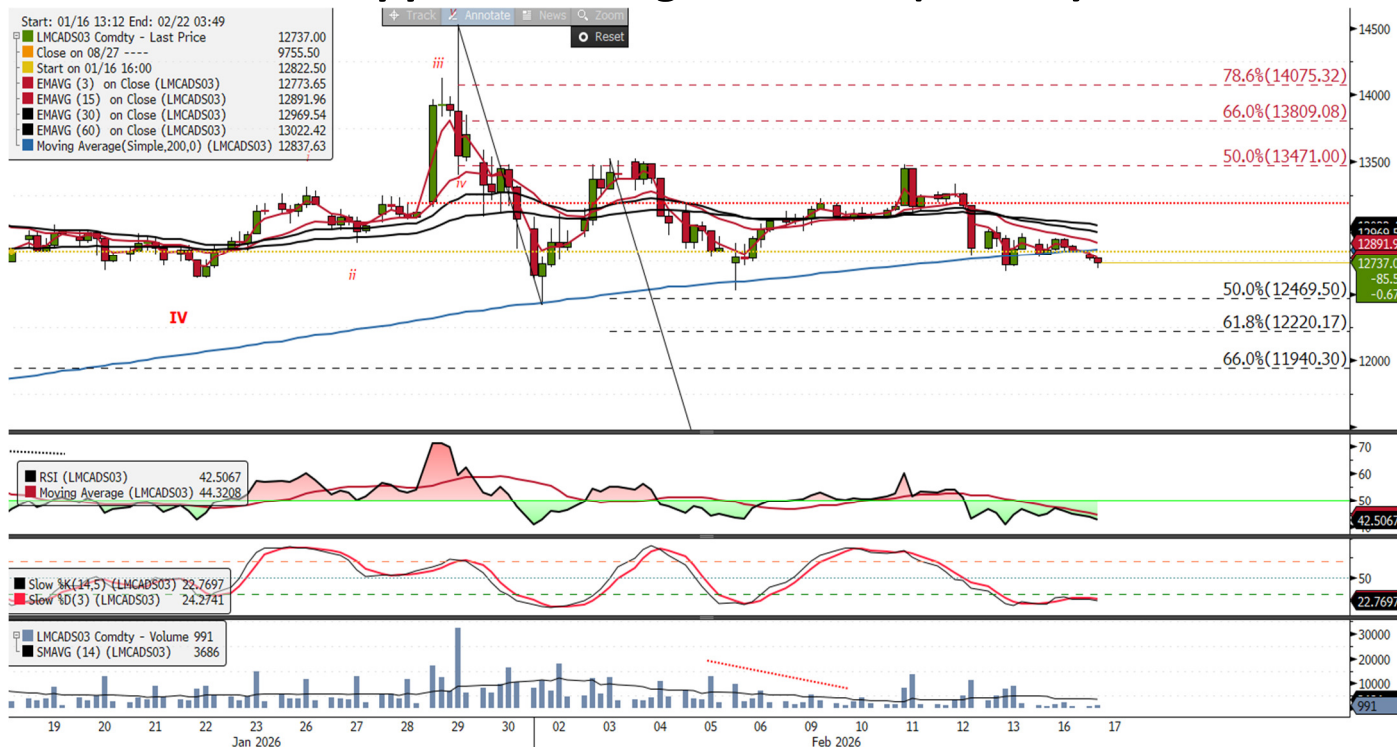 Track Annotate News Zoom
Reset
Start: 01/16 13:12 End: 02/22 03:49
LMCADS03 Comdty - Last Price 12737.00
Close on 08/27 ---- 9755.50
Start on 01/16 16:00 12822.50
EMAVG (3) on Close (LMCADS03) 12773.65
EMAVG (15) on Close (LMCADS03) 12891.96
EMAVG (30) on Close (LMCADS03) 12969.54
EMAVG (60) on Close (LMCADS03) 13022.42
Moving Average(Simple,200,0) (LMCADS03) 12837.63
i
ii
iii
iv
IV
78.6%(14075.32)
66.0%(13809.08)
50.0%(13471.00)
50.0%(12469.50)
61.8%(12220.17)
66.0%(11940.30)
14500
14000
13500
12891.9
12737.0
-85.5
-0.67
12000
RSI (LMCADS03) 42.5067
Moving Average (LMCADS03) 44.3208
70
60
50
42.5067
Slow %K(14,5) (LMCADS03) 22.7697
Slow %D(3) (LMCADS03) 24.2741
50
22.7697
LMCADS03 Comdty - Volume 991
SMAVG (14) (LMCADS03) 3686
30000
20000
10000
991
19 20 21 22 23 26 27 28 29 30 02 03 04 05 06 09 10 11 12 13 16 17
Jan 2026 Feb 2026